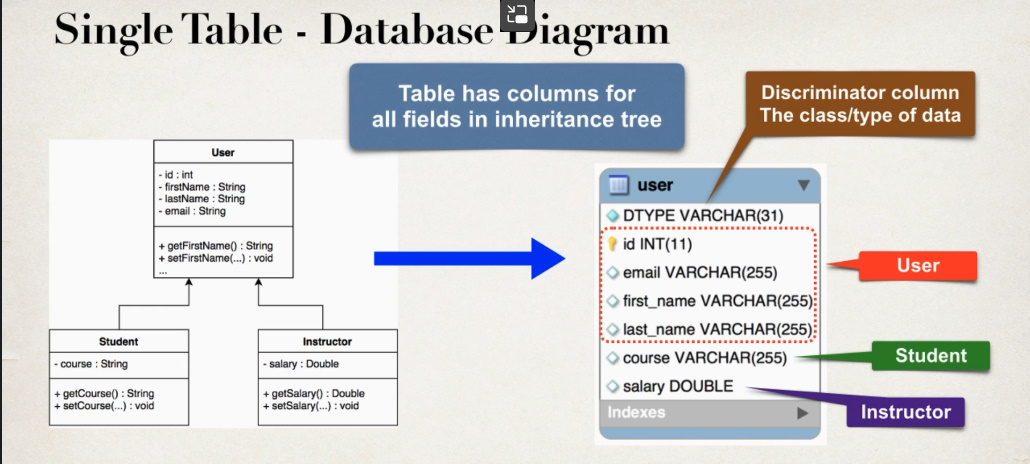 Single Table - Database Diagram
Table has columns for
all fields in inheritance tree
Discriminator column
The class/type of data
User
- id : int
- firstName : String
- lastName : String
- email : String
+ getFirstName() : String
+ setFirstName(...) : void
...
Student
- course : String
+ getCourse() : String
+ setCourse(...) : void
Instructor
- salary : Double
+ getSalary() : Double
+ setSalary(...) : void
user
DTYPE VARCHAR(31)
id INT(11)
email VARCHAR(255)
first_name VARCHAR(255)
last_name VARCHAR(255)
course VARCHAR(255)
salary DOUBLE
Indexes
User
Student
Instructor